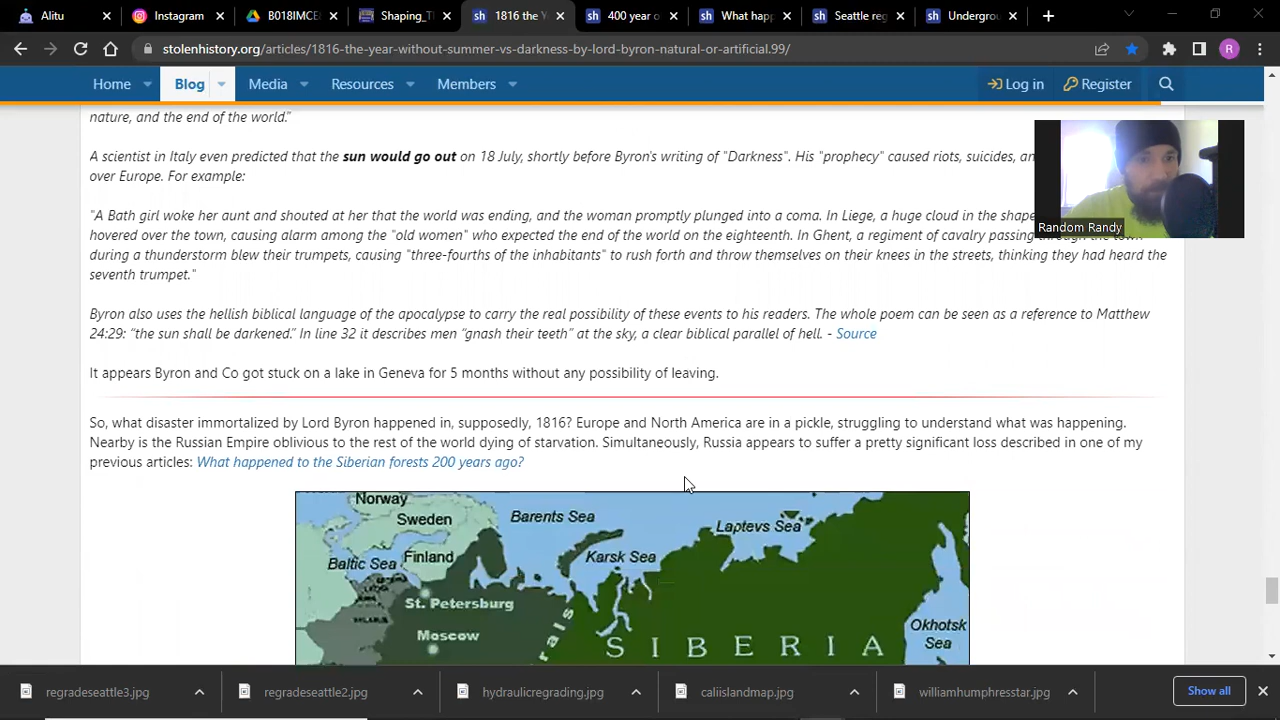 Alitu
Instagram
B018IMCE
Shaping_T
1816 the Y
400 year o
What happ
Seattle reg
Undergrou
stolenhistory.org/articles/1816-the-year-without-summer-vs-darkness-by-lord-byron-natural-or-artificial.99/
R
Home
Blog
Media
Resources
Members
Log in
Register
nature, and the end of the world."
A scientist in Italy even predicted that the sun would go out on 18 July, shortly before Byron's writing of "Darkness". His "prophecy" caused riots, suicides, an
over Europe. For example:
"A Bath girl woke her aunt and shouted at her that the world was ending, and the woman promptly plunged into a coma. In Liege, a huge cloud in the shape
hovered over the town, causing alarm among the "old women" who expected the end of the world on the eighteenth. In Ghent, a regiment of cavalry passing through the town
during a thunderstorm blew their trumpets, causing "three-fourths of the inhabitants" to rush forth and throw themselves on their knees in the streets, thinking they had heard the
seventh trumpet."
Random Randy
Byron also uses the hellish biblical language of the apocalypse to carry the real possibility of these events to his readers. The whole poem can be seen as a reference to Matthew
24:29: “the sun shall be darkened.” In line 32 it describes men “gnash their teeth” at the sky, a clear biblical parallel of hell. - Source
It appears Byron and Co got stuck on a lake in Geneva for 5 months without any possibility of leaving.
So, what disaster immortalized by Lord Byron happened in, supposedly, 1816? Europe and North America are in a pickle, struggling to understand what was happening.
Nearby is the Russian Empire oblivious to the rest of the world dying of starvation. Simultaneously, Russia appears to suffer a pretty significant loss described in one of my
previous articles: What happened to the Siberian forests 200 years ago?
Norway
Sweden
Finland
Baltic Sea
Barents Sea
Karsk Sea
Laptevs Sea
St. Petersburg
Moscow
rals
SIBERIA
Okhotsk
Sea
regradeseattle3.jpg
regradeseattle2.jpg
hydraulicregrading.jpg
caliislandmap.jpg
williamhumphresstar.jpg
Show all